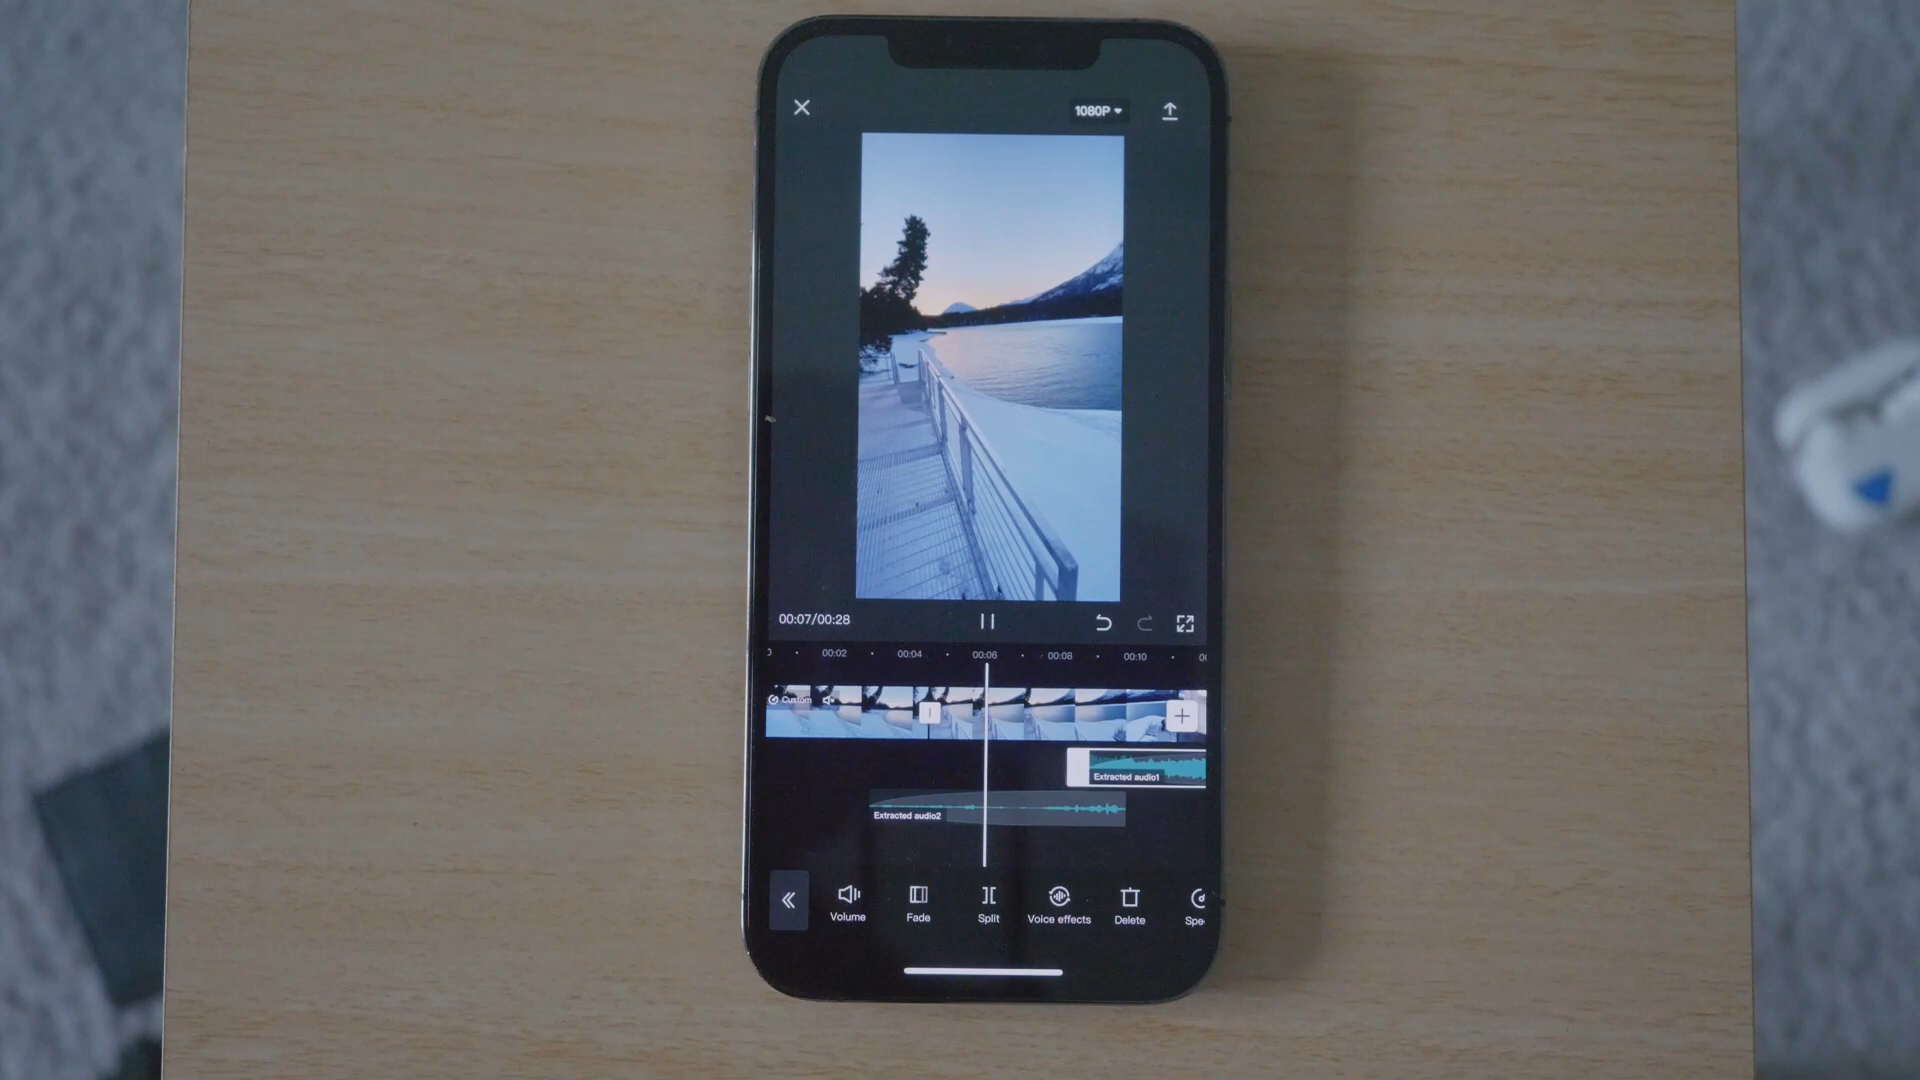 1080P
00:07/00:28
00:02 00:04 00:06 00:08 00:10
Custom
Extracted audio1
Extracted audio2
Volume Fade Split Voice effects Delete Spe